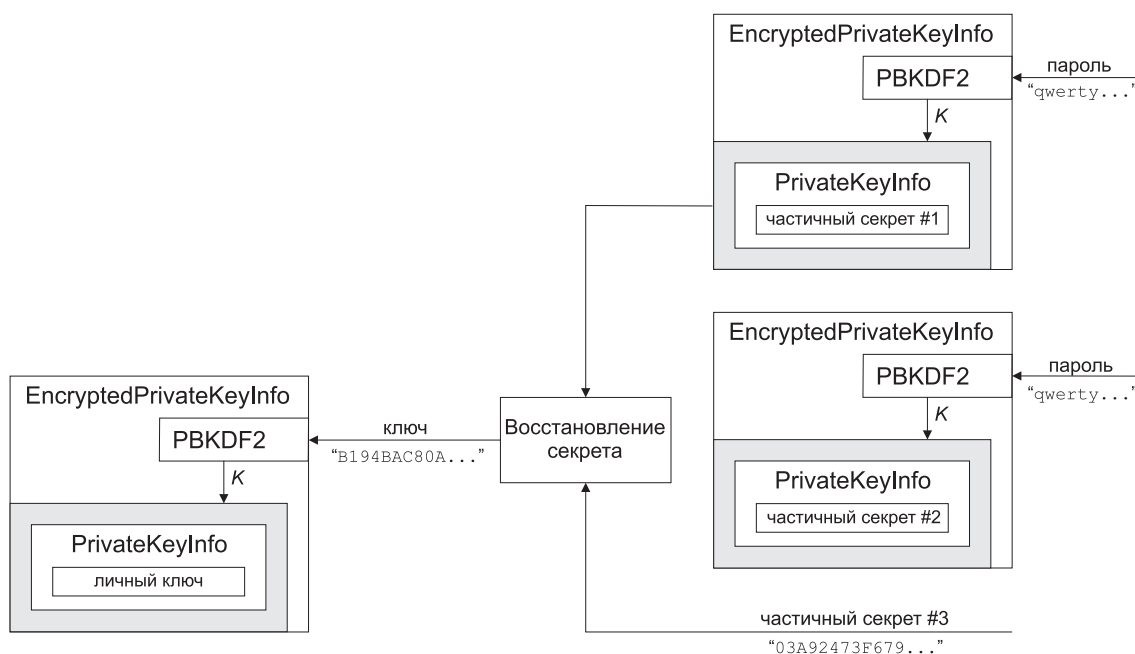 EncryptedPrivateKeyInfo
PBKDF2
пароль
“qwerty...”
K
PrivateKeyInfo
частичный секрет #1
EncryptedPrivateKeyInfo
PBKDF2
пароль
“qwerty...”
K
PrivateKeyInfo
частичный секрет #2
EncryptedPrivateKeyInfo
PBKDF2
ключ
“B194BAC80A...”
Восстановление
секрета
K
PrivateKeyInfo
личный ключ
частичный секрет #3
“03A92473F679...”